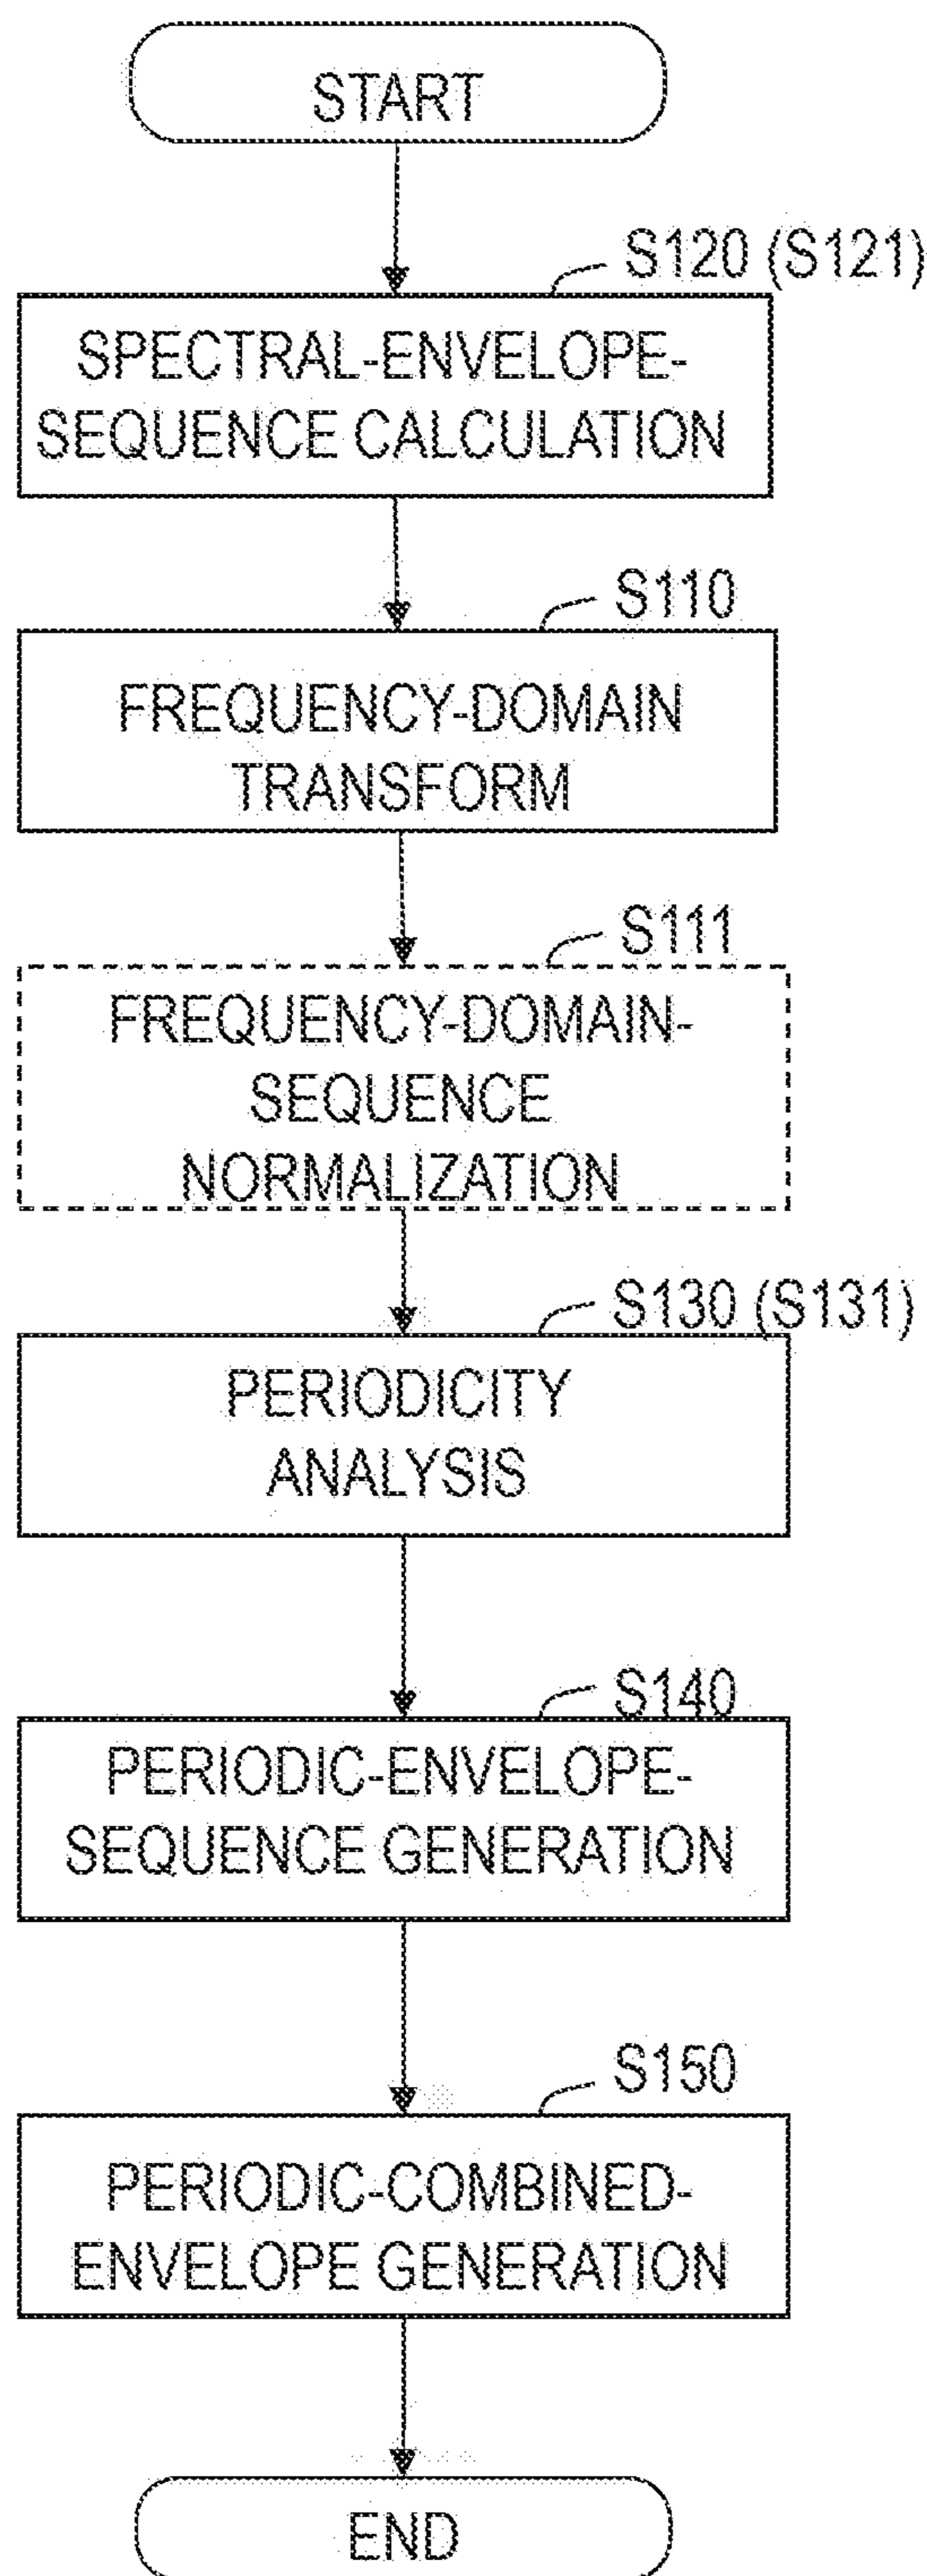 START
S120 (S121)
SPECTRAL-ENVELOPE-
SEQUENCE CALCULATION
S110
FREQUENCY-DOMAIN
TRANSFORM
S111
FREQUENCY-DOMAIN-
SEQUENCE
NORMALIZATION
S130 (S131)
PERIODICITY
ANALYSIS
S140
PERIODIC-ENVELOPE-
SEQUENCE GENERATION
S150
PERIODIC-COMBINED-
ENVELOPE GENERATION
END